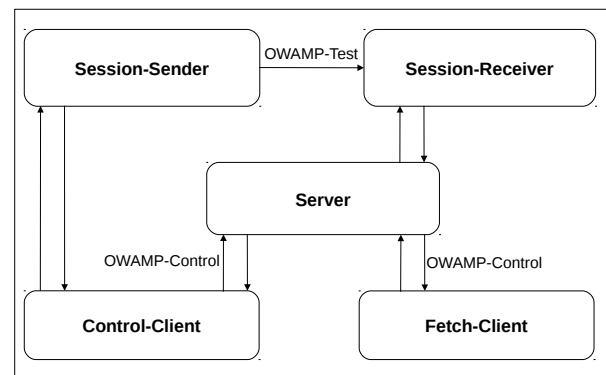 OWAMP-Test
Session-Sender
Session-Receiver
Server
OWAMP-Control
OWAMP-Control
Control-Client
Fetch-Client